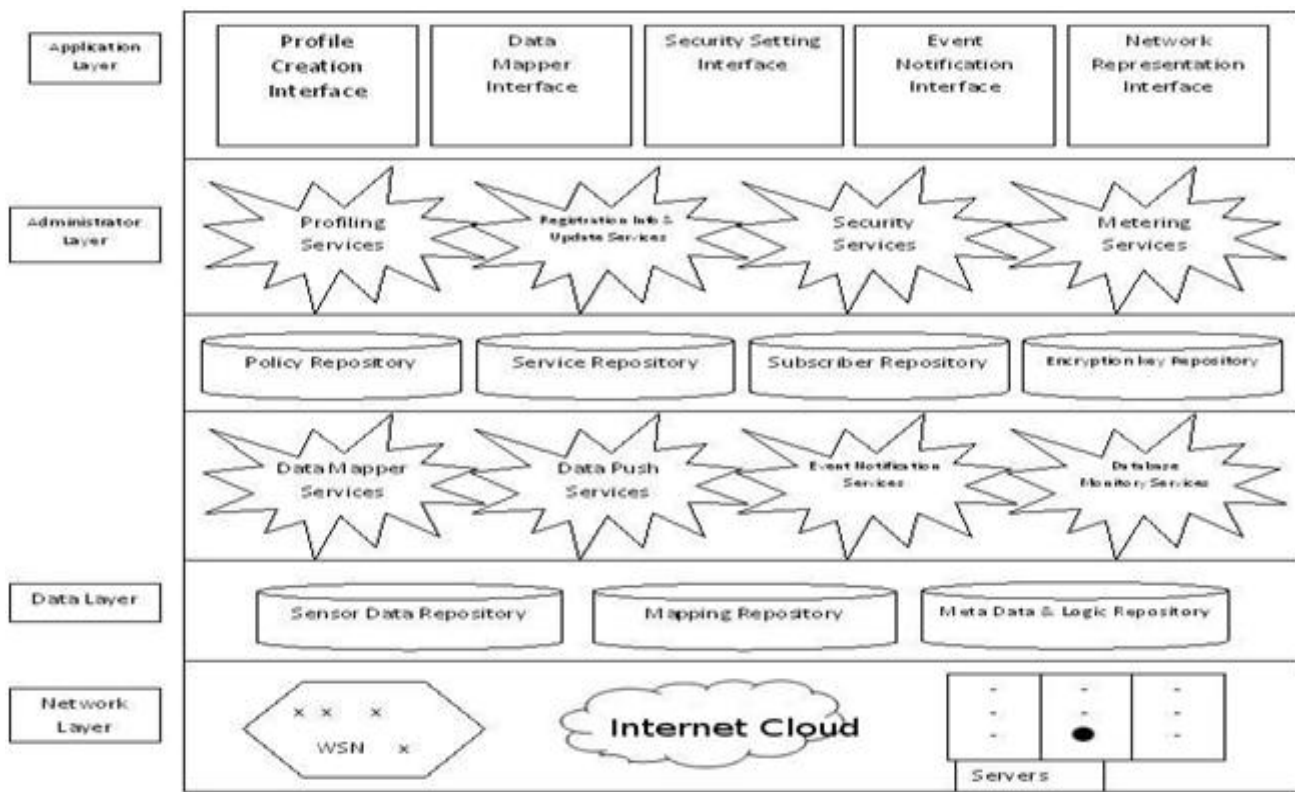 Application
Layer
Profile
Creation
Interface
Data
Mapper
Interface
Security Setting
Interface
Event
Notification
Interface
Network
Representation
Interface
Administrator
Layer
Profiling
Services
Registration Info &
Update Services
Security
Services
Metering
Services
Policy Repository
Service Repository
Subscriber Repository
Encryption key Repository
Data Mapper
Services
Data Push
Services
Event Notification
Services
Database
Monitory Services
Data Layer
Sensor Data Repository
Mapping Repository
Meta Data & Logic Repository
Network
Layer
WSN
Internet Cloud
Servers